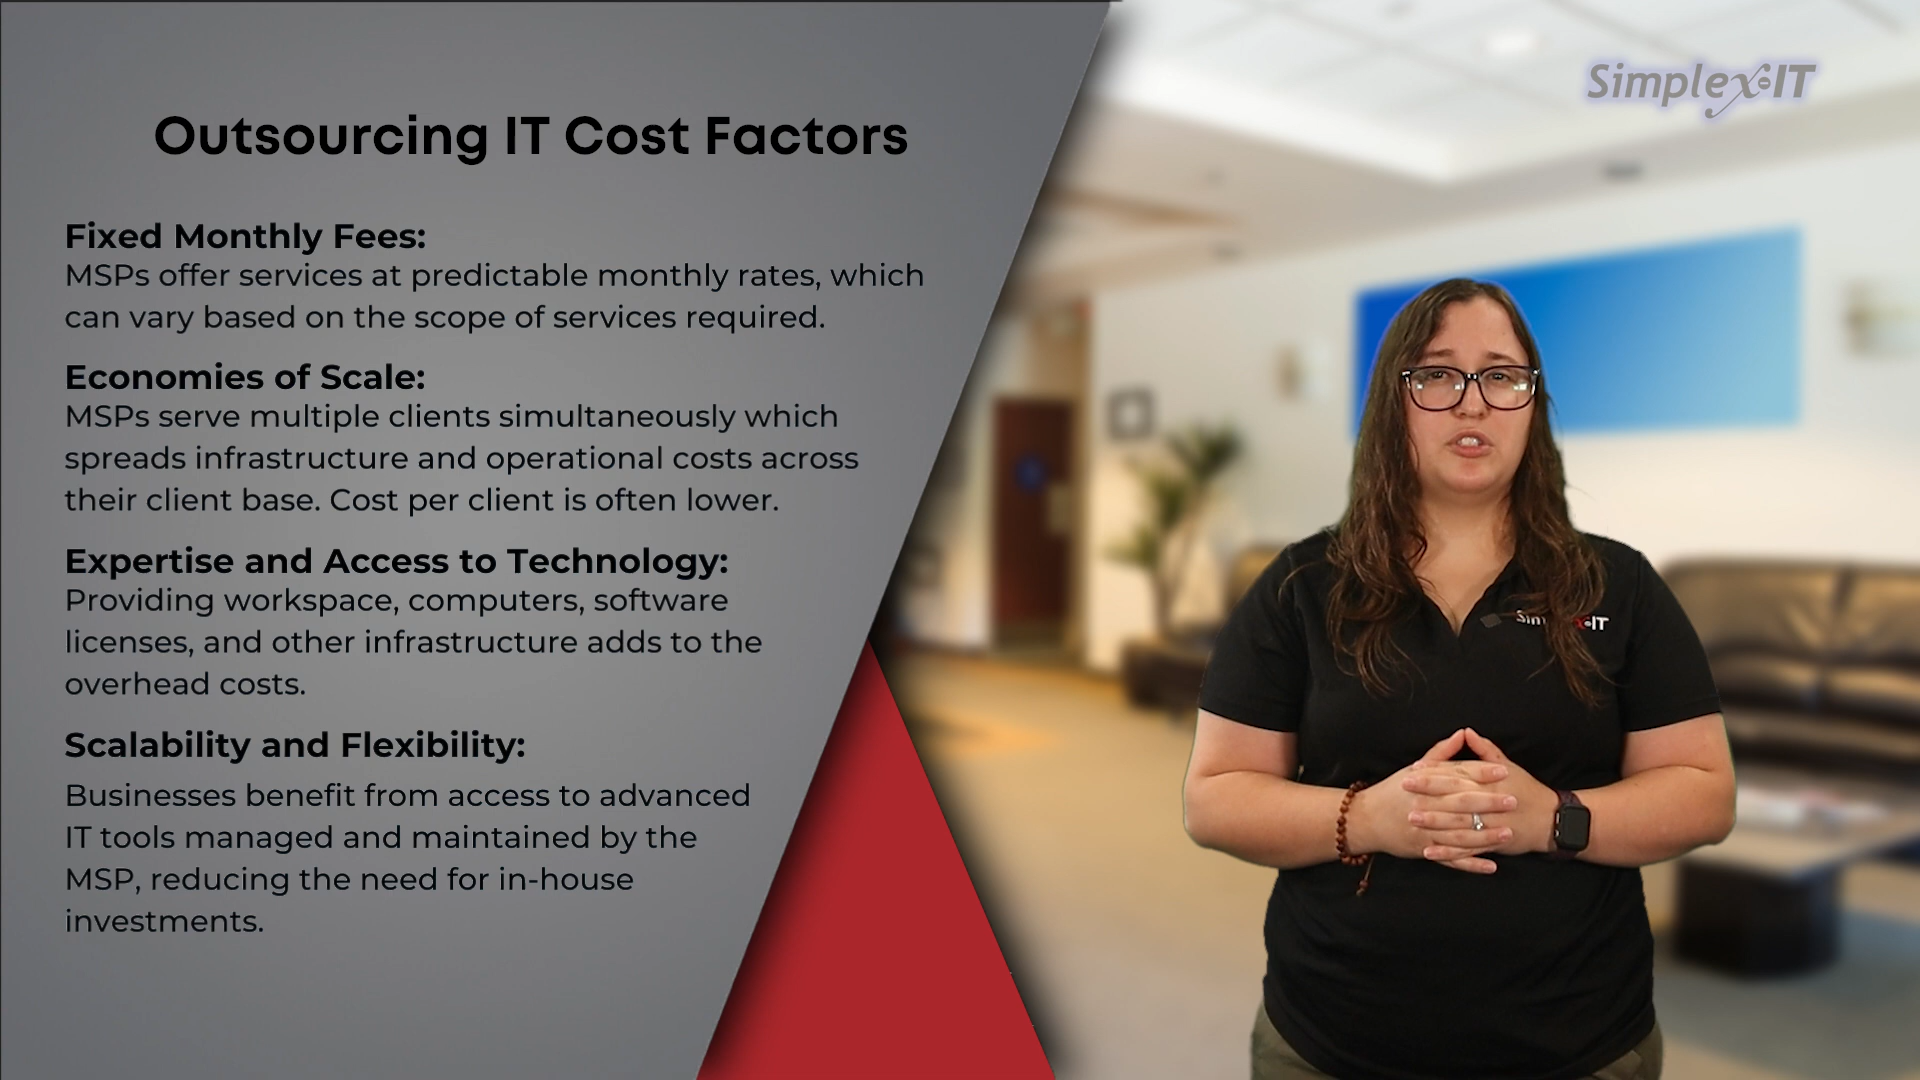 Simplex-IT
Outsourcing IT Cost Factors
Fixed Monthly Fees:
MSPs offer services at predictable monthly rates, which
can vary based on the scope of services required.
Economies of Scale:
MSPs serve multiple clients simultaneously which
spreads infrastructure and operational costs across
their client base. Cost per client is often lower.
Expertise and Access to Technology:
Providing workspace, computers, software
licenses, and other infrastructure adds to the
overhead costs.
Scalability and Flexibility:
Businesses benefit from access to advanced
IT tools managed and maintained by the
MSP, reducing the need for in-house
investments.